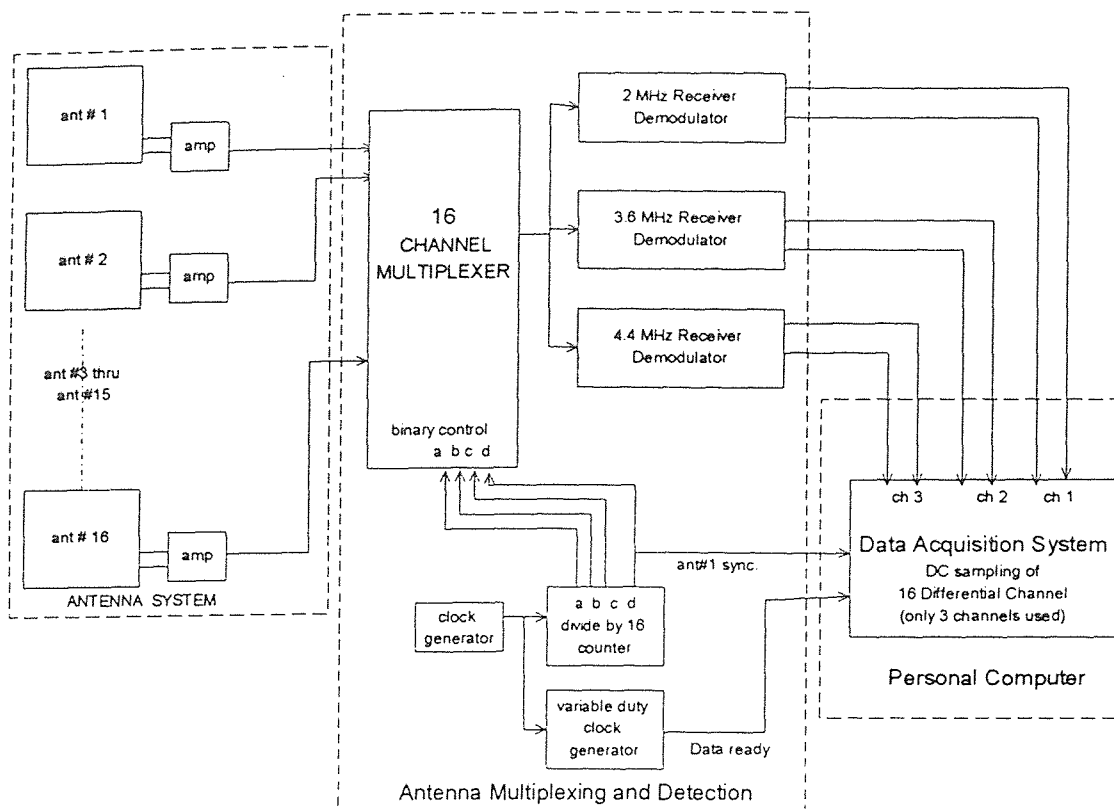 ant # 1
amp
ant # 2
amp
ant #3 thru
ant #15
ant # 16
amp
ANTENNA SYSTEM
16
CHANNEL
MULTIPLEXER
binary control
a b c d
2 MHz Receiver
Demodulator
3.6 MHz Receiver
Demodulator
4.4 MHz Receiver
Demodulator
clock
generator
a b c d
divide by 16
counter
variable duty
clock
generator
ant#1 sync.
Data ready
Antenna Multiplexing and Detection
ch 3 ch 2 ch 1
Data Acquisition System
DC sampling of
16 Differential Channel
(only 3 channels used)
Personal Computer